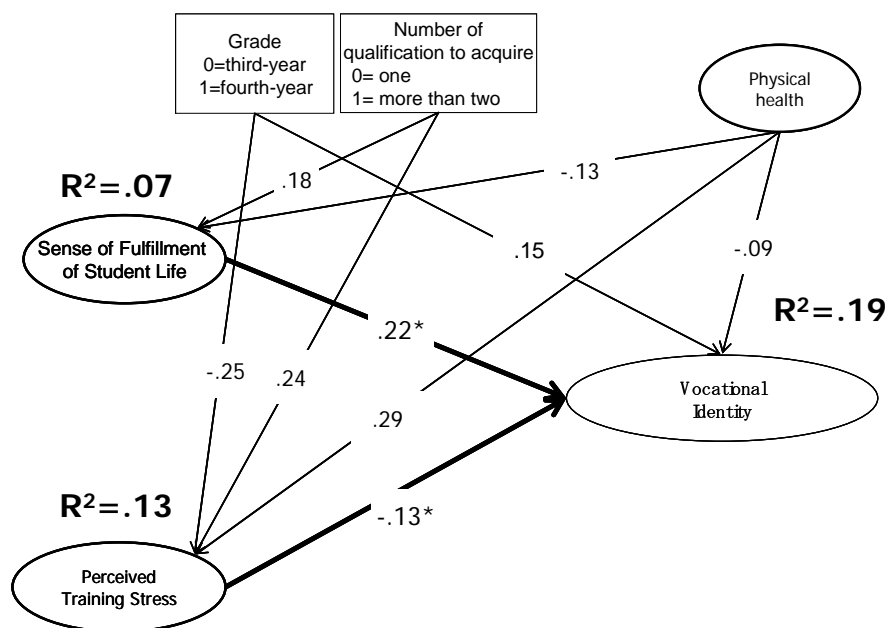 Grade
0=third-year
1=fourth-year
Number of
qualification to acquire
0= one
1= more than two
Physical
health
R²=.07
.18
-.13
Sense of Fulfillment
of Student Life
.15
-.09
R²=.19
.22*
-.25
.24
.29
Vocational
Identity
R²=.13
-.13*
Perceived
Training Stress